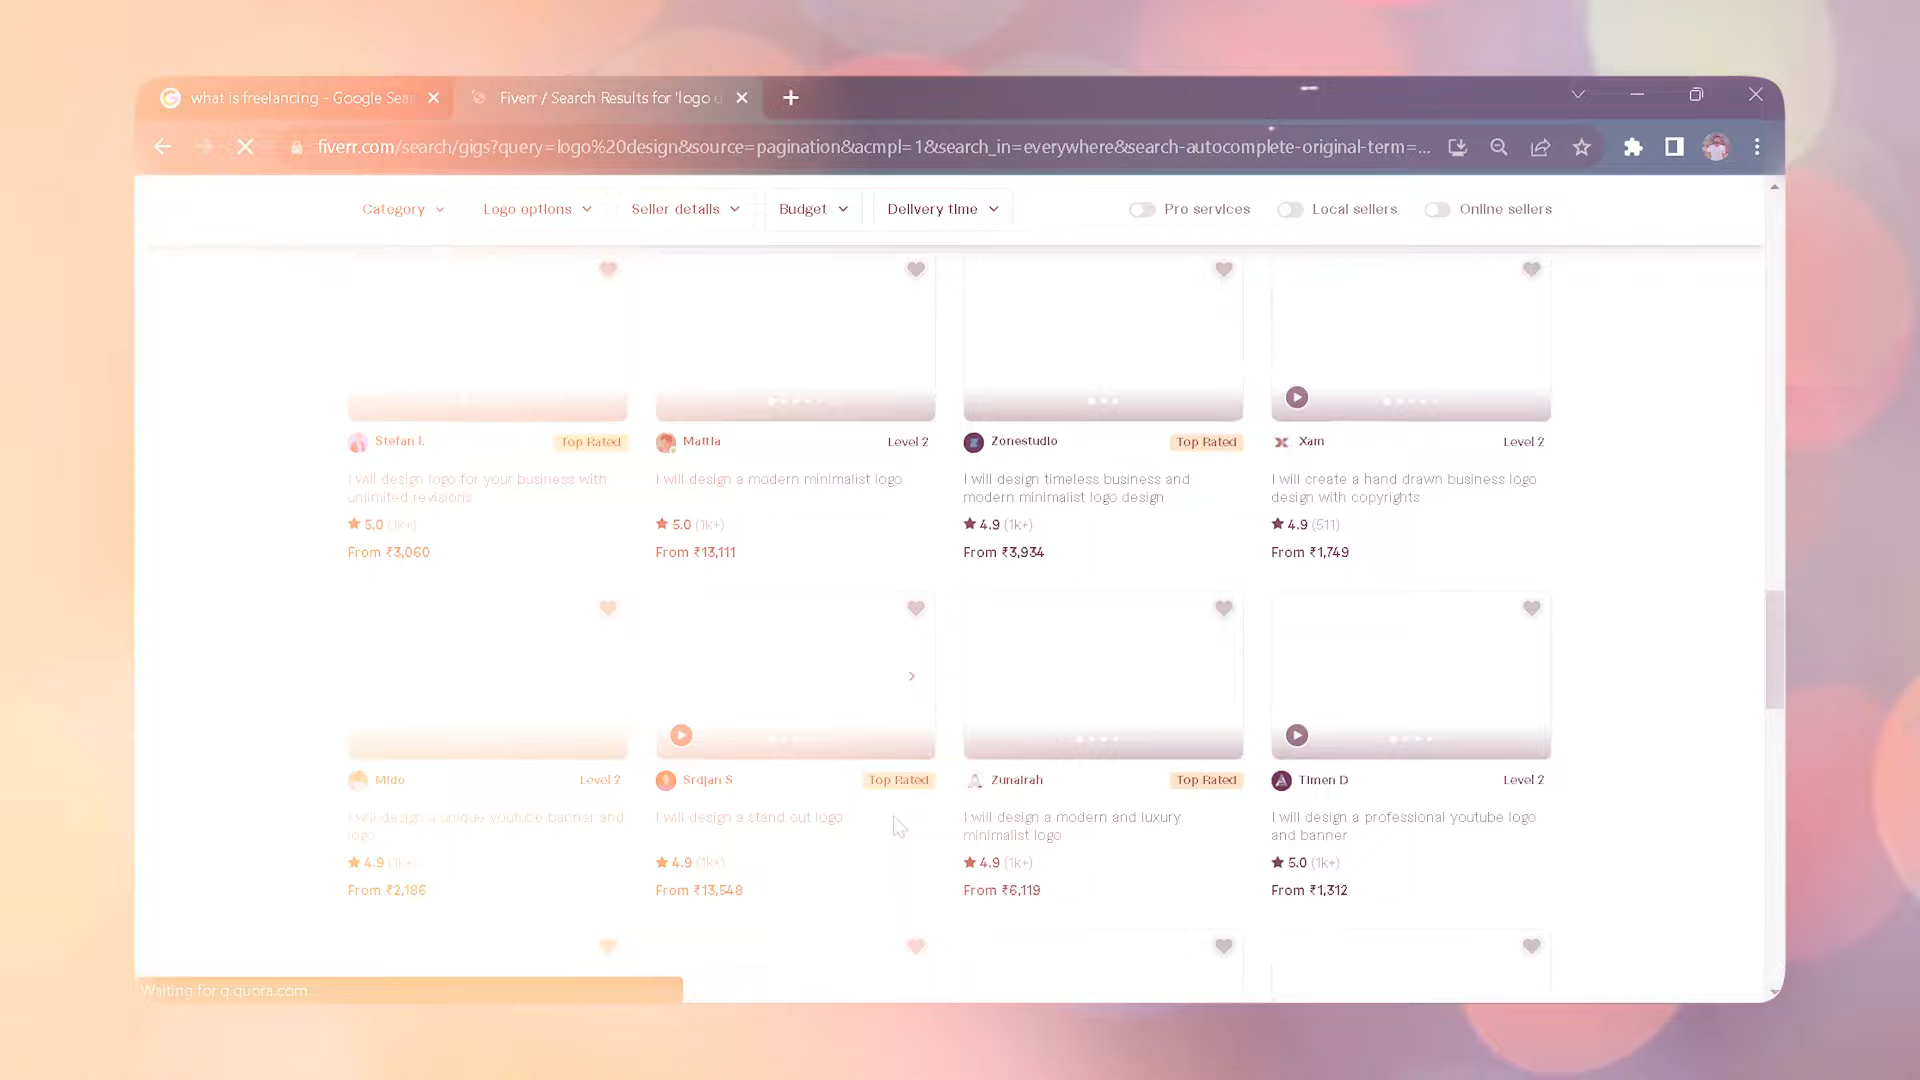 what is freelancing - Google Sea
Fiverr / Search Results for 'logo d
fiverr.com/search/gigs?query=logo%20design&source=pagination&acmpl=1&search_in=everywhere&search-autocomplete-original-term=...
Category Logo options Seller details Budget Delivery time Pro services Local sellers Online sellers
Stefan I. Top Rated Mattia Level 2 Zonestudio Top Rated Xam Level 2
I will design logo for your business with I will design a modern minimalist logo I will design timeless business and I will create a hand drawn business logo
unlimited revisions modern minimalist logo design design with copyrights
5.0 (1k+) 5.0 (1k+) 4.9 (1k+) 4.9 (511)
From ₹3,060 From ₹13,111 From ₹3,934 From ₹1,749
Mido Level 2 Srdjan S Top Rated Zunairah Top Rated Timen D Level 2
I will design a unique youtube banner and I will design a stand out logo I will design a modern and luxury I will design a professional youtube logo
logo minimalist logo and banner
4.9 (1k+) 4.9 (1k+) 4.9 (1k+) 5.0 (1k+)
From ₹2,186 From ₹13,548 From ₹6,119 From ₹1,312
Waiting for q.quora.com...